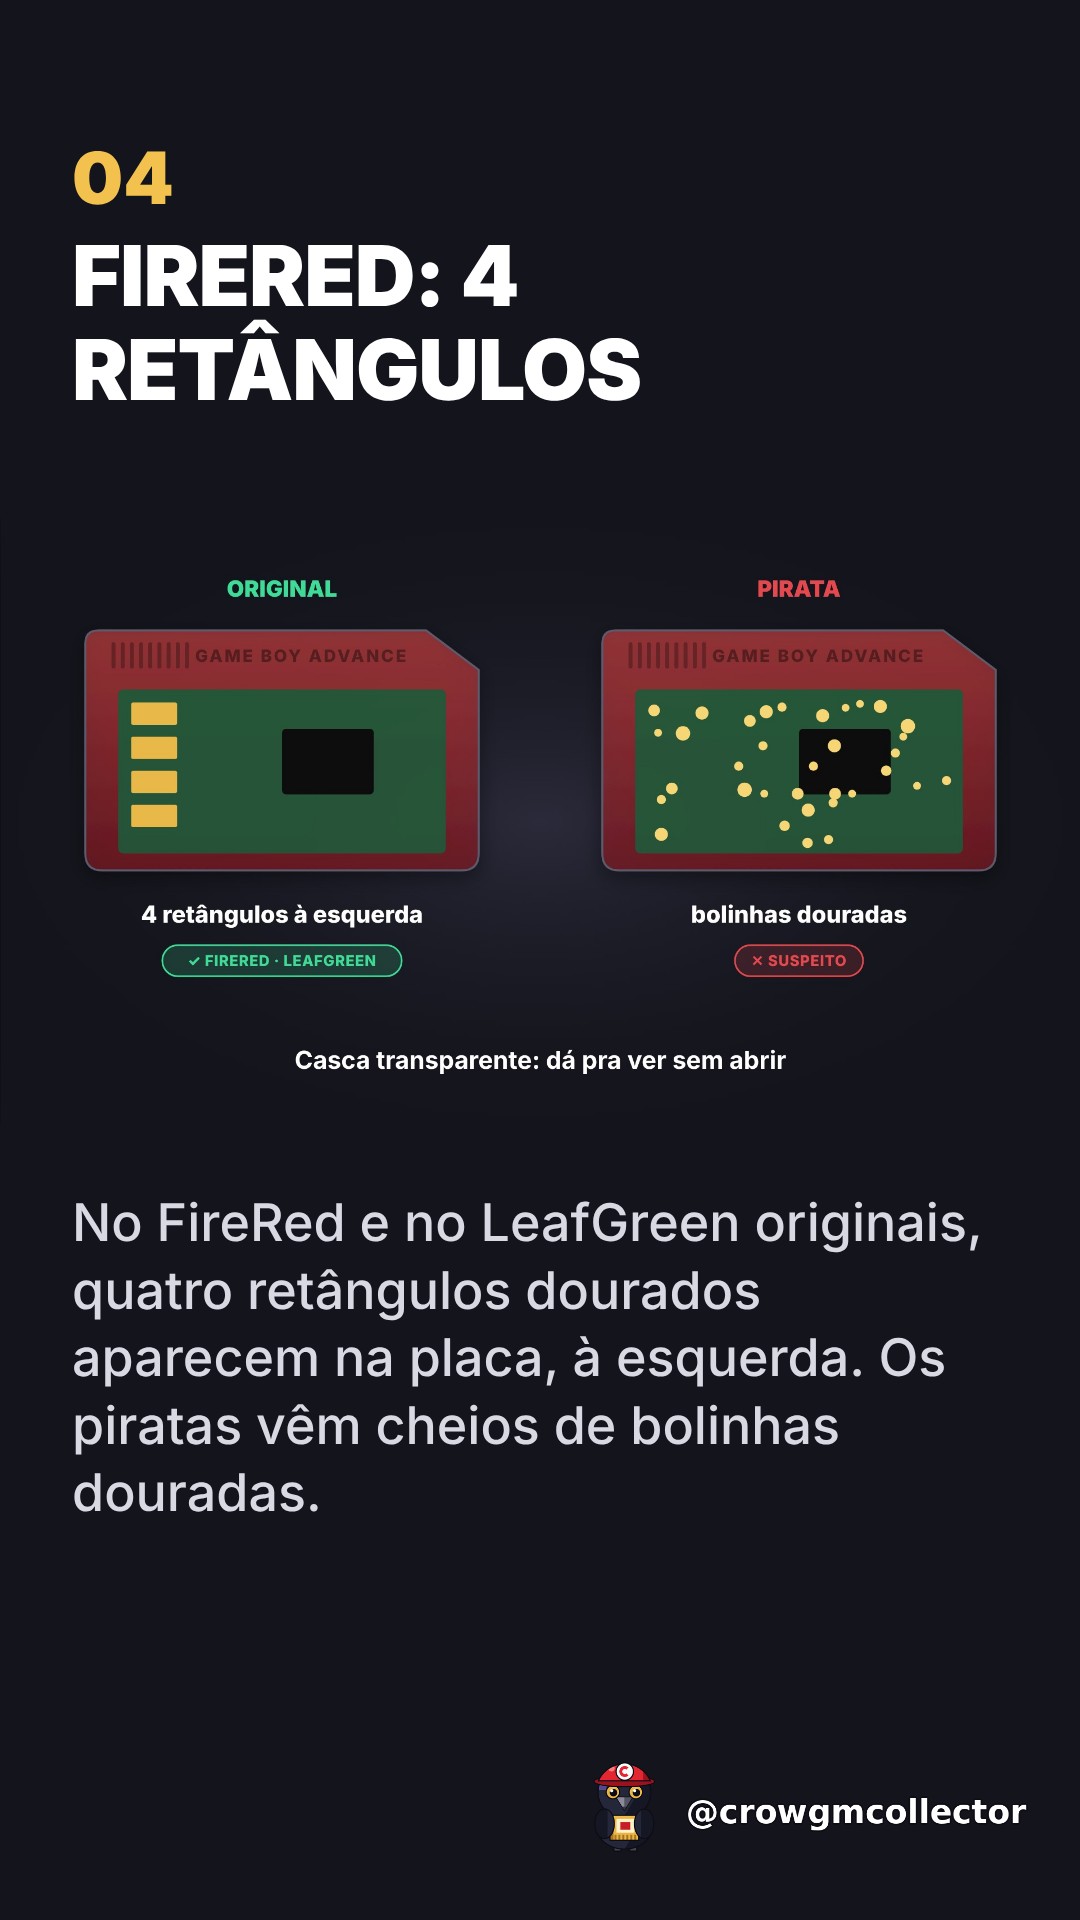 04
FIRERED: 4
RETÂNGULOS
ORIGINAL
PIRATA
GAME BOY ADVANCE
GAME BOY ADVANCE
4 retângulos à esquerda
bolinhas douradas
✓ FIRERED · LEAFGREEN
✕ SUSPEITO
Casca transparente: dá pra ver sem abrir
No FireRed e no LeafGreen originais,
quatro retângulos dourados
aparecem na placa, à esquerda. Os
piratas vêm cheios de bolinhas
douradas.
C
@crowgmcollector